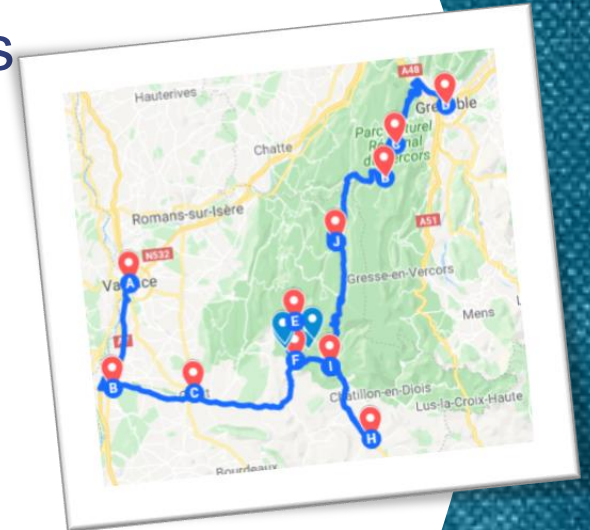 s
A48
Hauterives
Grenoble
Parc Naturel
Régional
du Vercors
Chatte
Romans-sur-Isère
A51
N532
J
Valence
A
Gresse-en-Vercors
E
Mens
F
I
B
C
Chatillon-en-Diois
Lus-la-Croix-Haute
H
Bourdeaux